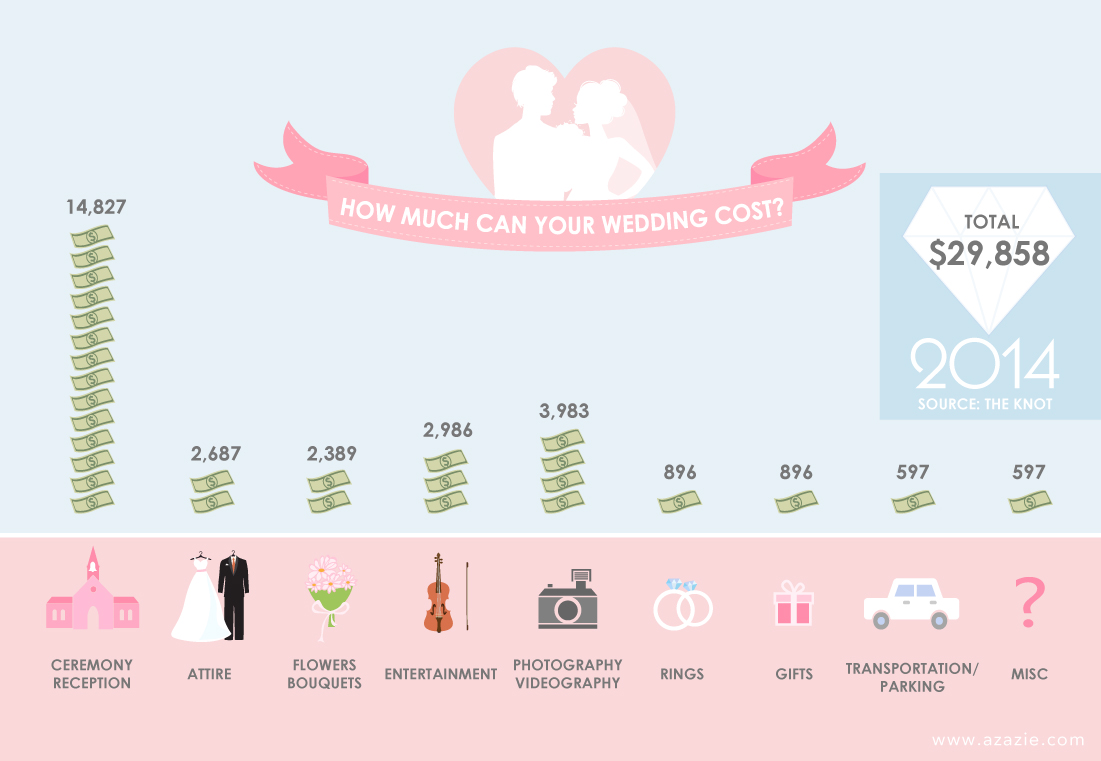 HOW MUCH CAN YOUR WEDDING COST?
TOTAL
$29,858
2014
SOURCE: THE KNOT
14,827
2,687
2,389
2,986
3,983
896
896
597
597
CEREMONY
RECEPTION
ATTIRE
FLOWERS
BOUQUETS
ENTERTAINMENT
PHOTOGRAPHY
VIDEOGRAPHY
RINGS
GIFTS
TRANSPORTATION/
PARKING
MISC
www.azazie.com